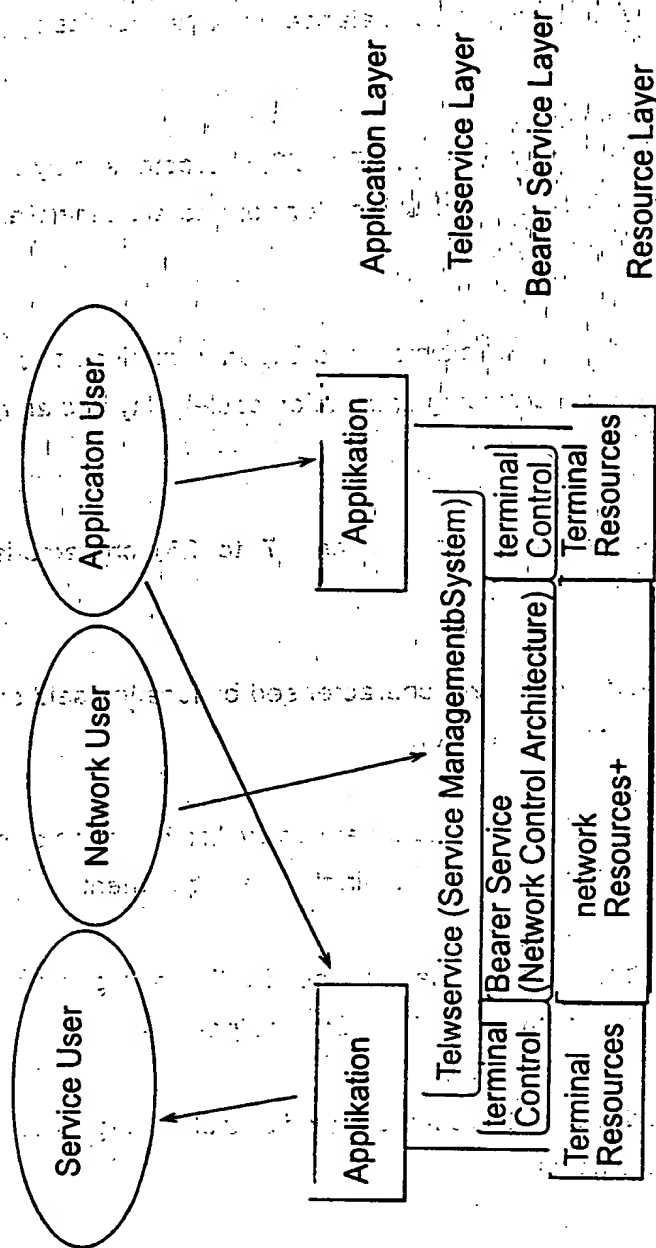 Service User
Network User
Applicaton User
Applikation
Applikation
Application Layer
Telwservice (Service ManagementbSystem)
Teleservice Layer
terminal
Control
Bearer Service
(Network Control Architecture)
terminal
Control
Bearer Service Layer
Terminal
Resources
network
Resources+
Terminal
Resources
Resource Layer